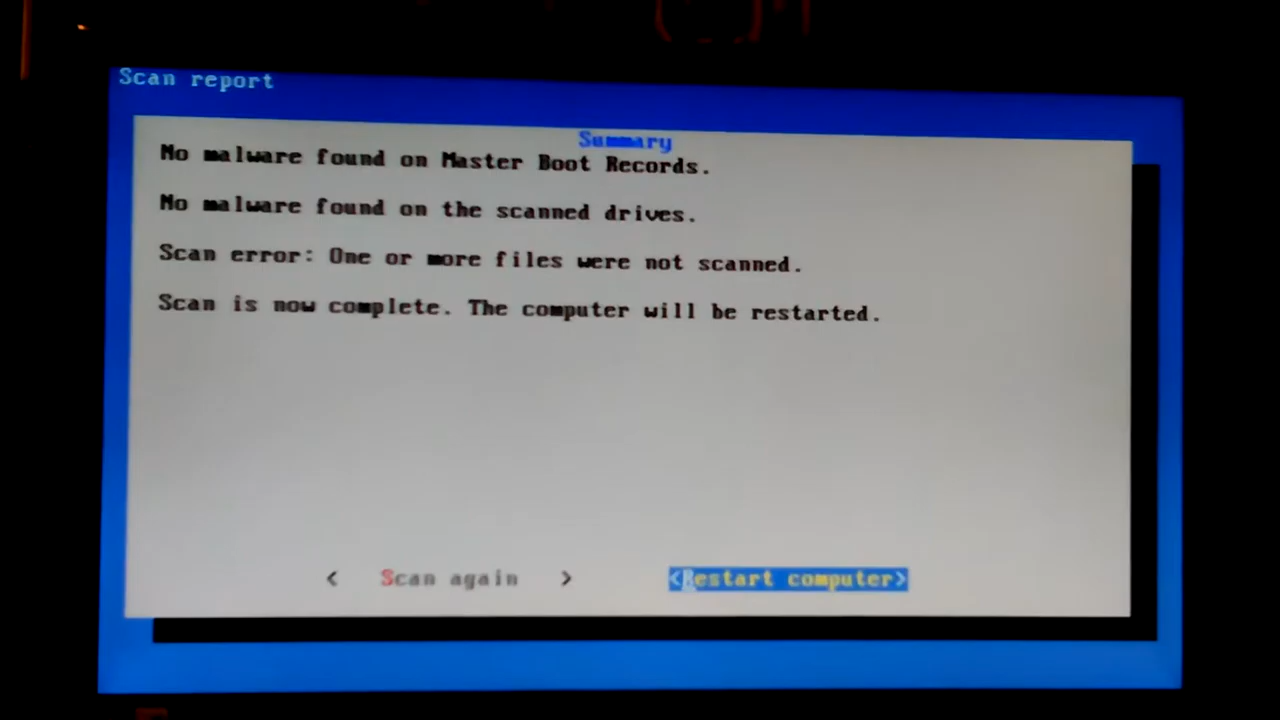 Scan report
Summary
No malware found on Master Boot Records.
No malware found on the scanned drives.
Scan error: One or more files were not scanned.
Scan is now complete. The computer will be restarted.
< Scan again > <Restart computer>